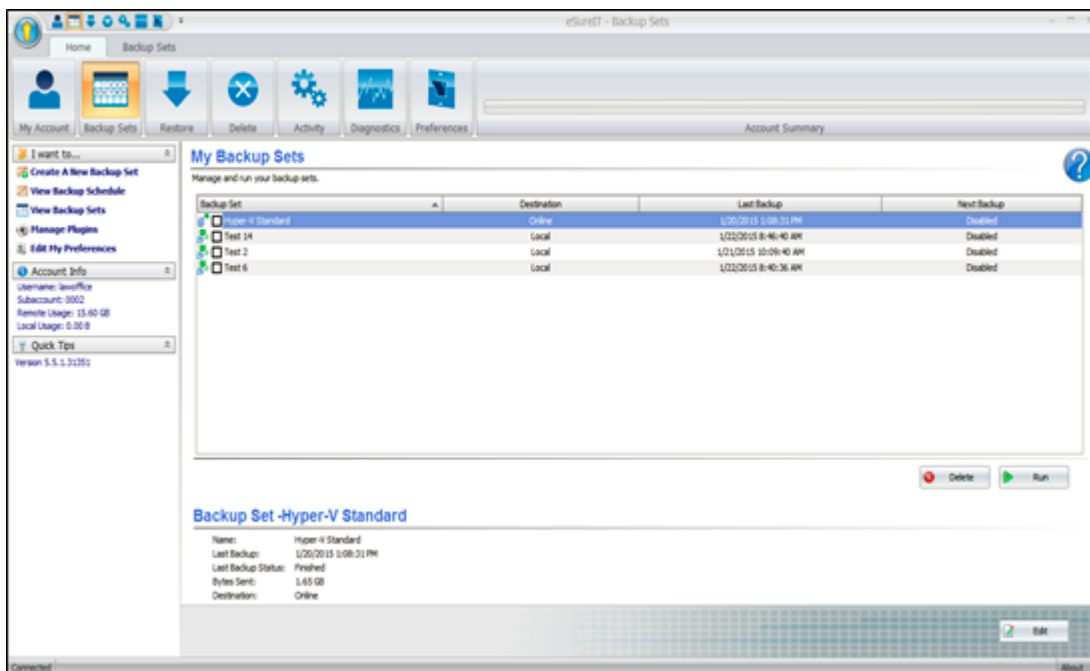 eSureIT - Backup Sets
Home Backup Sets
My Account Backup Sets Restore Delete Activity Diagnostics Preferences Account Summary
I want to...
Create A New Backup Set
View Backup Schedule
View Backup Sets
Manage Plugins
Edit My Preferences
Account Info
Username: lawoffice
Subaccount: 0002
Remote Usage: 15.60 GB
Local Usage: 0.00 B
Quick Tips
Version 5.5.1.31351
My Backup Sets
Manage and run your backup sets.
Backup Set Destination Last Backup Next Backup
Hyper-V Standard Online 1/20/2015 1:08:31 PM Disabled
Test 14 Local 1/22/2015 8:46:40 AM Disabled
Test 2 Local 1/21/2015 10:09:40 AM Disabled
Test 6 Local 1/22/2015 8:40:36 AM Disabled
Delete Run
Backup Set -Hyper-V Standard
Name: Hyper-V Standard
Last Backup: 1/20/2015 1:08:31 PM
Last Backup Status: Finished
Bytes Sent: 1.65 GB
Destination: Online
Edit
Connected About